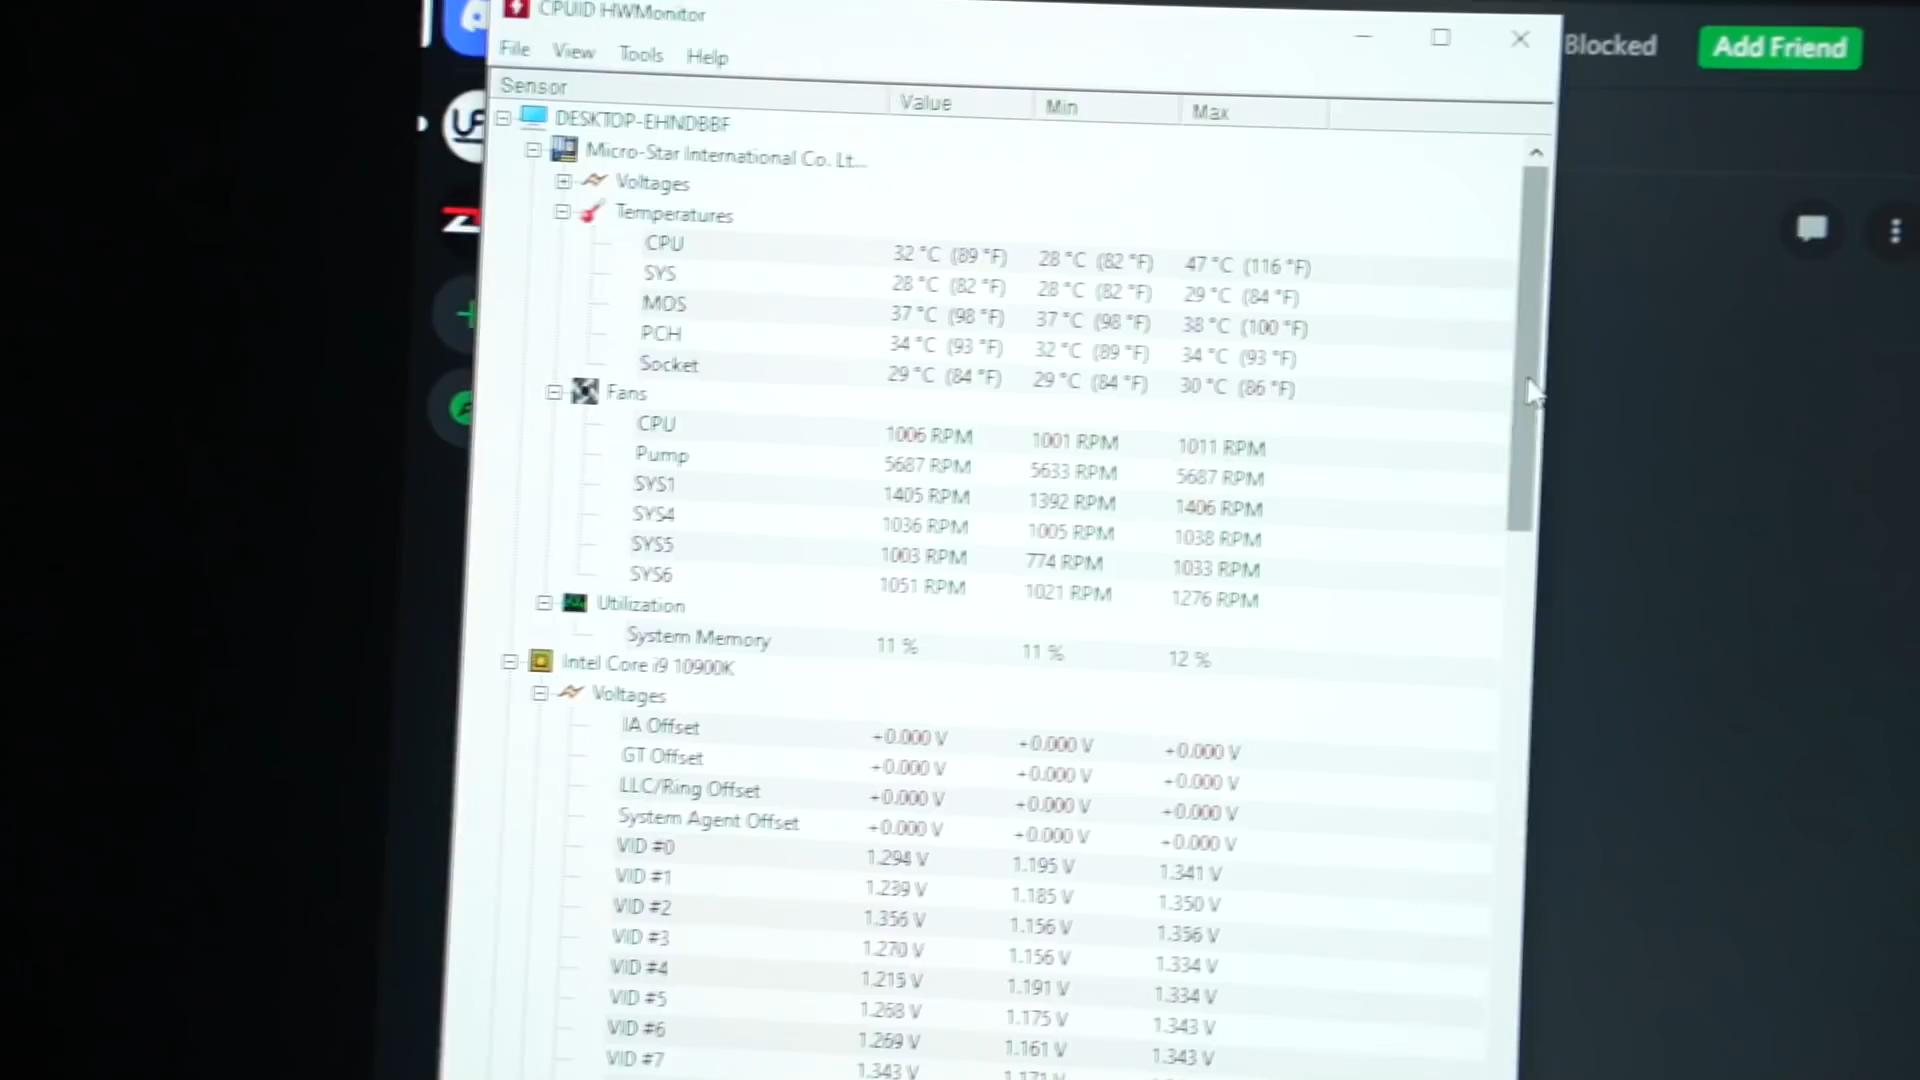 CPUID HWMonitor
File View Tools Help
Blocked Add Friend
Sensor Value Min Max
DESKTOP-EHNDBBF
Micro-Star International Co. Lt...
Voltages
Temperatures
CPU 32 °C (89 °F) 28 °C (82 °F) 47 °C (116 °F)
SYS 28 °C (82 °F) 28 °C (82 °F) 29 °C (84 °F)
MOS 37 °C (98 °F) 37 °C (98 °F) 38 °C (100 °F)
PCH 34 °C (93 °F) 32 °C (89 °F) 34 °C (93 °F)
Socket 29 °C (84 °F) 29 °C (84 °F) 30 °C (86 °F)
Fans
CPU 1006 RPM 1001 RPM 1011 RPM
Pump 5687 RPM 5633 RPM 5687 RPM
SYS1 1405 RPM 1392 RPM 1406 RPM
SYS4 1036 RPM 1005 RPM 1038 RPM
SYS5 1003 RPM 774 RPM 1033 RPM
SYS6 1051 RPM 1021 RPM 1276 RPM
Utilization
System Memory 11 % 11 % 12 %
Intel Core i9 10900K
Voltages
IA Offset +0.000 V +0.000 V +0.000 V
GT Offset +0.000 V +0.000 V +0.000 V
LLC/Ring Offset +0.000 V +0.000 V +0.000 V
System Agent Offset +0.000 V +0.000 V +0.000 V
VID #0 1.294 V 1.195 V 1.341 V
VID #1 1.239 V 1.185 V 1.350 V
VID #2 1.356 V 1.156 V 1.356 V
VID #3 1.270 V 1.156 V 1.334 V
VID #4 1.215 V 1.191 V 1.334 V
VID #5 1.268 V 1.175 V 1.343 V
VID #6 1.269 V 1.161 V 1.343 V
VID #7 1.343 V 1.171 V